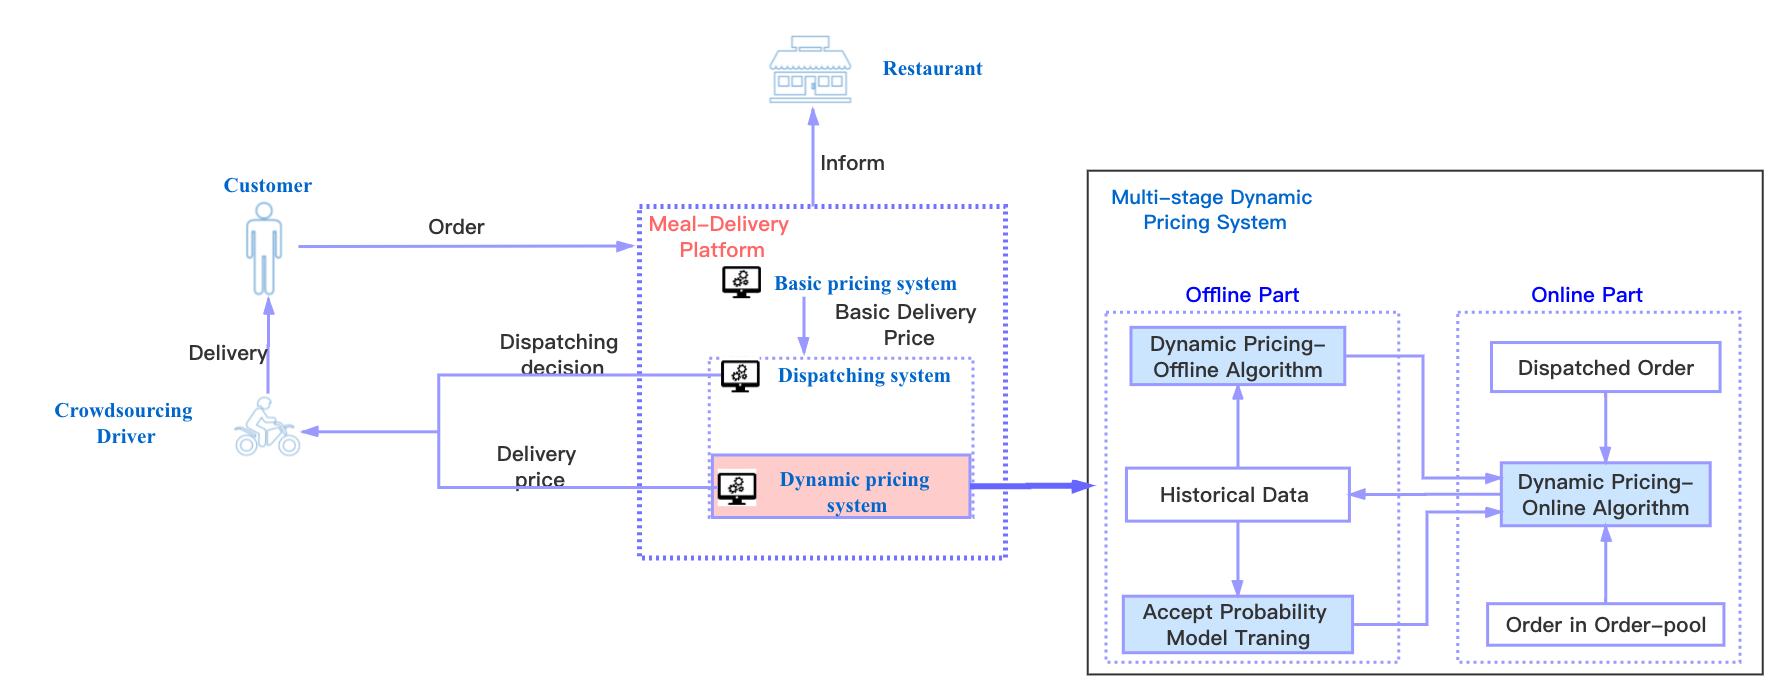 Restaurant
Inform
Customer
Order
Delivery
Crowdsourcing
Driver
Dispatching
decision
Delivery
price
Meal-Delivery
Platform
Basic pricing system
Basic Delivery
Price
Dispatching system
Dynamic pricing
system
Multi-stage Dynamic
Pricing System
Offline Part
Dynamic Pricing-
Offline Algorithm
Historical Data
Accept Probability
Model Traning
Online Part
Dispatched Order
Dynamic Pricing-
Online Algorithm
Order in Order-pool